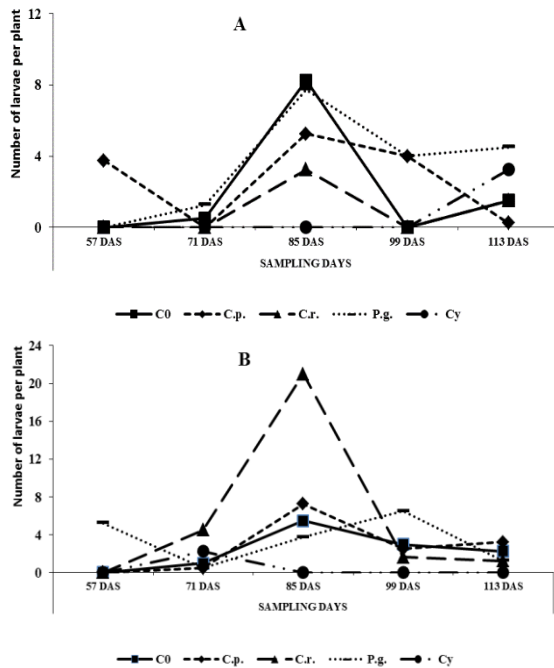 A
Number of larvae per plant
12
8
4
0
57 DAS 71 DAS 85 DAS 99 DAS 113 DAS
SAMPLING DAYS
C0 C.p. C.r. P.g. Cy
B
Number of larvae per plant
24
20
16
12
8
4
0
57 DAS 71 DAS 85 DAS 99 DAS 113 DAS
SAMPLING DAYS
C0 C.p. C.r. P.g. Cy